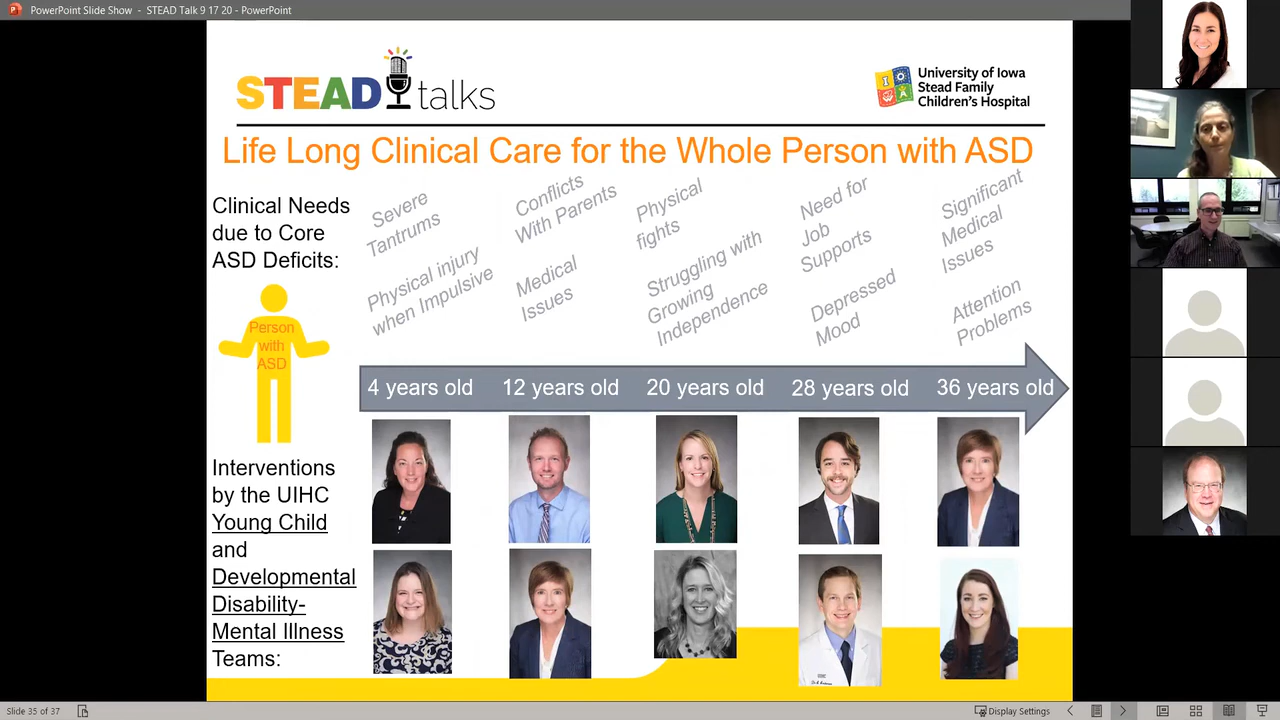 PowerPoint Slide Show - STEAD Talk 9 17 20 - PowerPoint
STEAD talks
University of Iowa
Stead Family
Children's Hospital
Life Long Clinical Care for the Whole Person with ASD
Clinical Needs
due to Core
ASD Deficits:
Severe
Tantrums
Physical injury
when Impulsive
Conflicts
With Parents
Medical
Issues
Physical
fights
Struggling with
Growing
Independence
Need for
Job
Supports
Depressed
Mood
Significant
Medical
Issues
Attention
Problems
Person
with
ASD
4 years old 12 years old 20 years old 28 years old 36 years old
Interventions
by the UIHC
Young Child
and
Developmental
Disability-
Mental Illness
Teams:
Slide 35 of 37
Display Settings